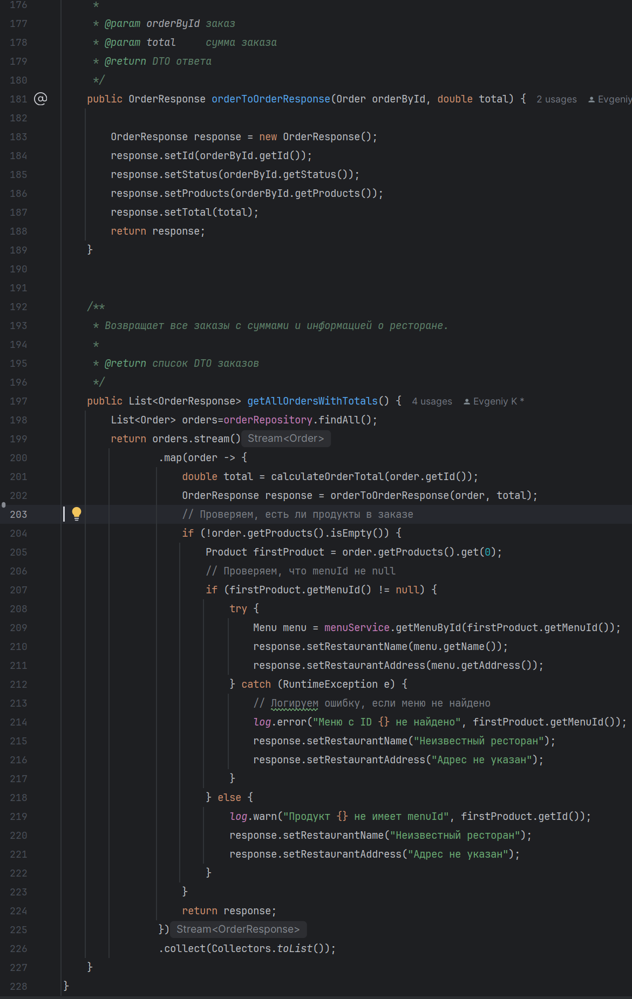 176 *
177 * @param orderById заказ
178 * @param total     сумма заказа
179 * @return DTO ответа
180 */
181 @ public OrderResponse orderToOrderResponse(Order orderById, double total) { 2 usages Evgeniy
182
183 OrderResponse response = new OrderResponse();
184 response.setId(orderById.getId());
185 response.setStatus(orderById.getStatus());
186 response.setProducts(orderById.getProducts());
187 response.setTotal(total);
188 return response;
189 }
190
191
192 /**
193 * Возвращает все заказы с суммами и информацией о ресторане.
194 *
195 * @return список DTO заказов
196 */
197 public List<OrderResponse> getAllOrdersWithTotals() { 4 usages Evgeniy K *
198 List<Order> orders=orderRepository.findAll();
199 return orders.stream() Stream<Order>
200 .map(order -> {
201 double total = calculateOrderTotal(order.getId());
202 OrderResponse response = orderToOrderResponse(order, total);
203 // Проверяем, есть ли продукты в заказе
204 if (!order.getProducts().isEmpty()) {
205 Product firstProduct = order.getProducts().get(0);
206 // Проверяем, что menuId не null
207 if (firstProduct.getMenuId() != null) {
208 try {
209 Menu menu = menuService.getMenuById(firstProduct.getMenuId());
210 response.setRestaurantName(menu.getName());
211 response.setRestaurantAddress(menu.getAddress());
212 } catch (RuntimeException e) {
213 // Логируем ошибку, если меню не найдено
214 log.error("Меню с ID {} не найдено", firstProduct.getMenuId());
215 response.setRestaurantName("Неизвестный ресторан");
216 response.setRestaurantAddress("Адрес не указан");
217 }
218 } else {
219 log.warn("Продукт {} не имеет menuId", firstProduct.getId());
220 response.setRestaurantName("Неизвестный ресторан");
221 response.setRestaurantAddress("Адрес не указан");
222 }
223 }
224 return response;
225 }) Stream<OrderResponse>
226 .collect(Collectors.toList());
227 }
228 }